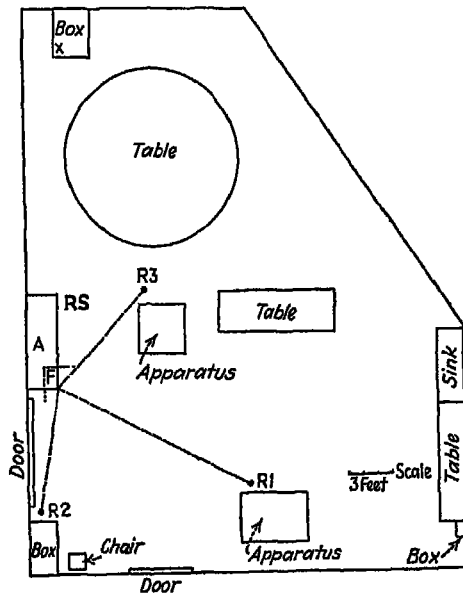 Box
x
Table
R3
RS
A
F
Table
Apparatus
Sink
Door
R1
3 Feet Scale
Table
R2
Box
Chair
Apparatus
Box
Door